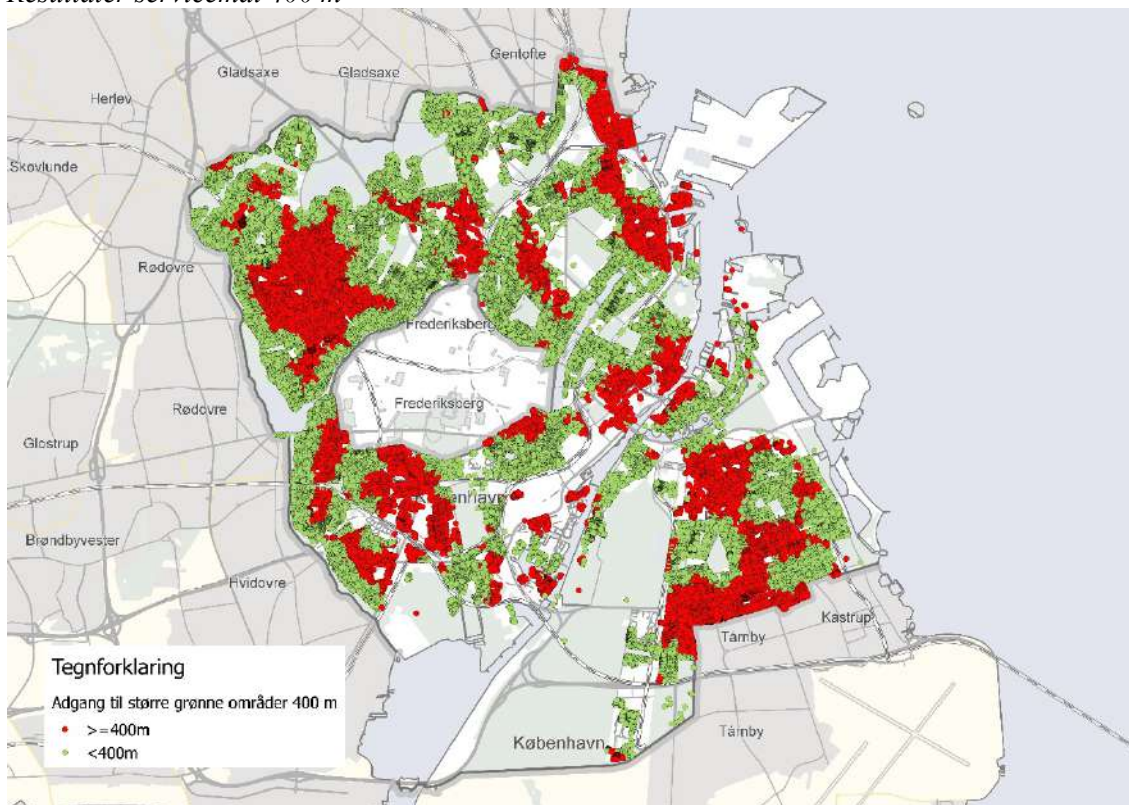 Resultater servicemål 400 m
Gentofte
Gladsaxe
Gladsaxe
Herlev
Skovlunde
Rødovre
Frederiksberg
Frederiksberg
Rødovre
Glostrup
København
Brøndbyvester
Hvidovre
Kastrup
Tårnby
Tårnby
København
Tegnforklaring
Adgang til større grønne områder 400 m
>=400m
<400m